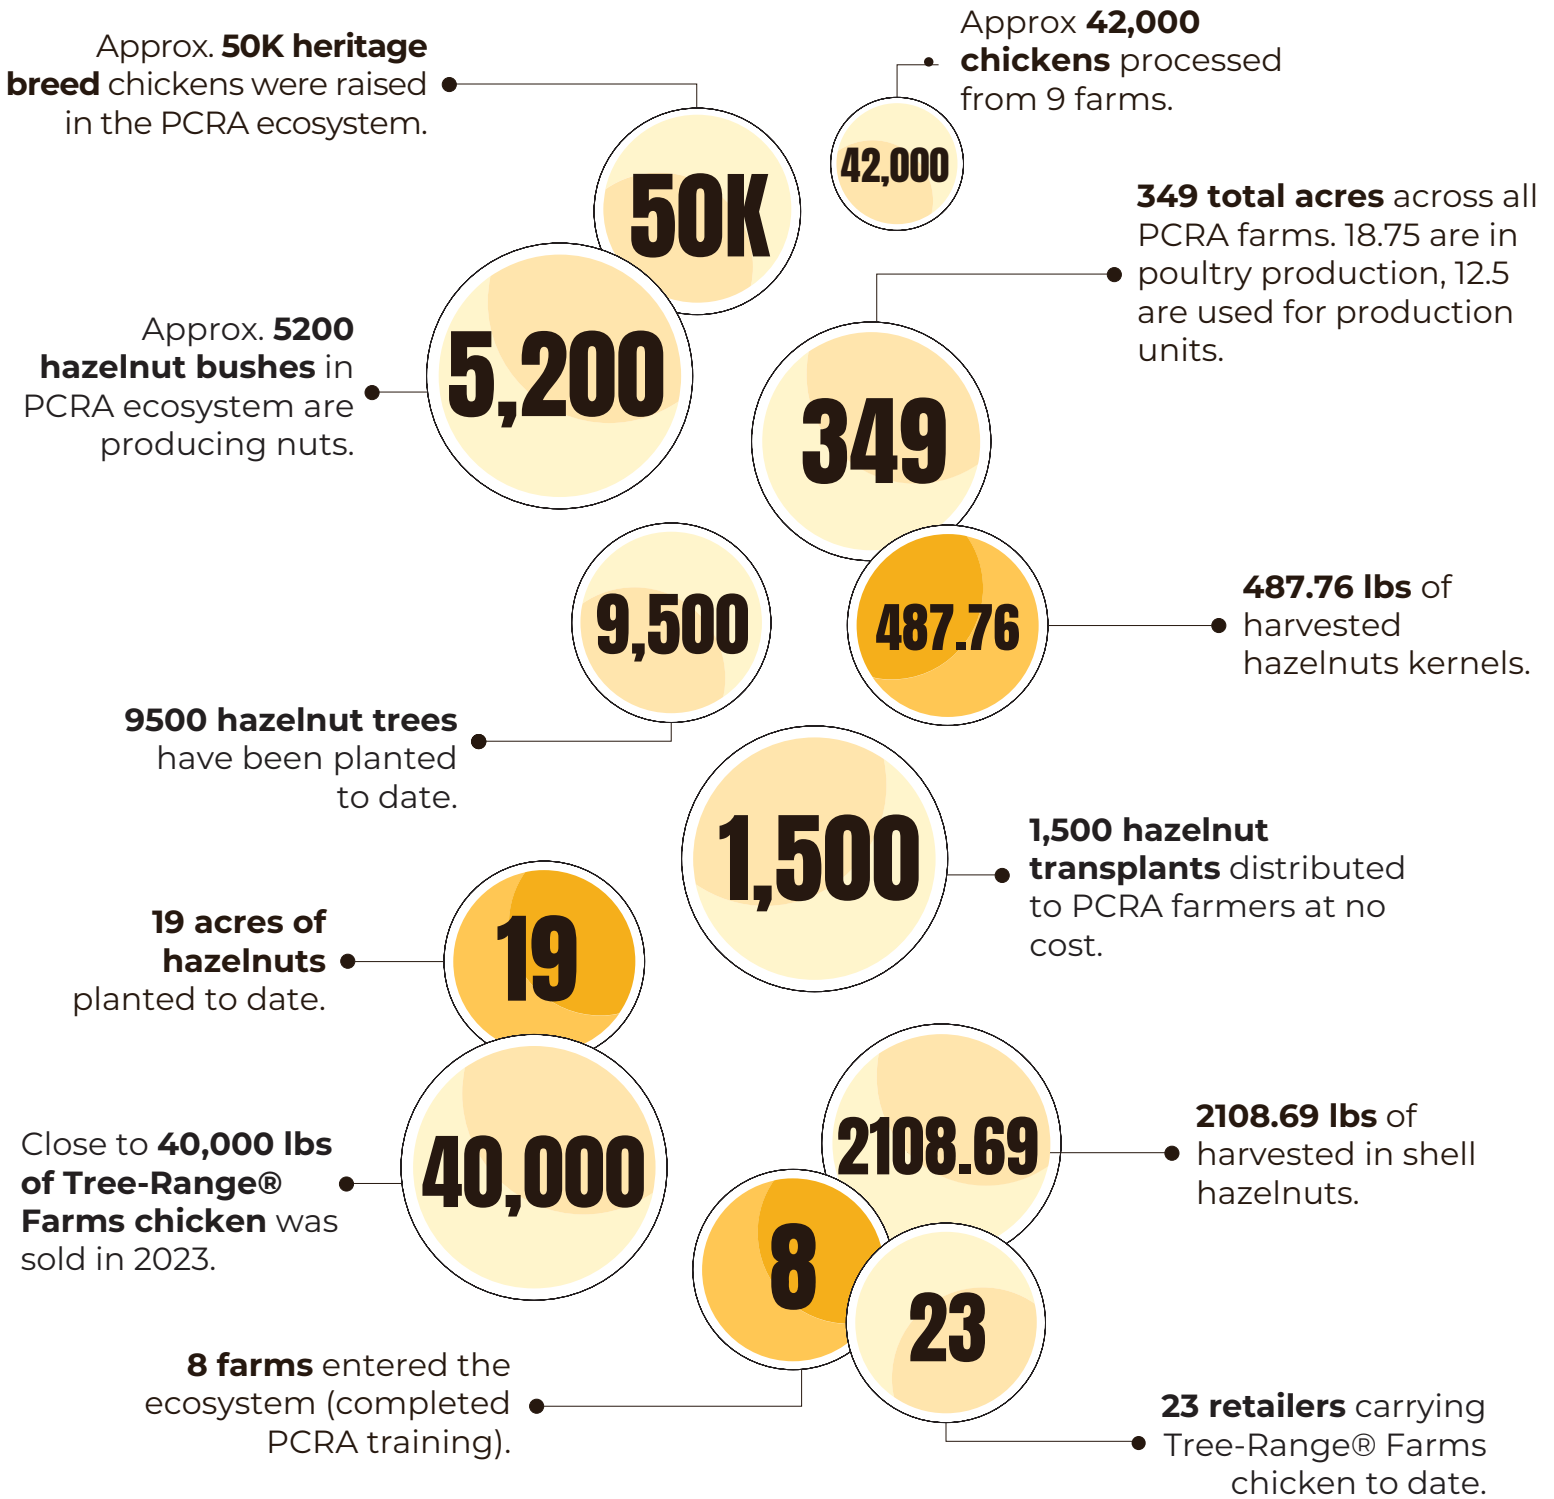 Approx. 50K heritage
breed chickens were raised
in the PCRA ecosystem.
Approx 42,000
chickens processed
from 9 farms.
50K
42,000
349 total acres across all
PCRA farms. 18.75 are in
poultry production, 12.5
are used for production
units.
Approx. 5200
hazelnut bushes in
PCRA ecosystem are
producing nuts.
5,200
349
9,500
487.76
487.76 lbs of
harvested
hazelnuts kernels.
9500 hazelnut trees
have been planted
to date.
1,500
1,500 hazelnut
transplants distributed
to PCRA farmers at no
cost.
19 acres of
hazelnuts
planted to date.
19
Close to 40,000 lbs
of Tree-Range®
Farms chicken was
sold in 2023.
40,000
2108.69
2108.69 lbs of
harvested in shell
hazelnuts.
8
23
8 farms entered the
ecosystem (completed
PCRA training).
23 retailers carrying
Tree-Range® Farms
chicken to date.